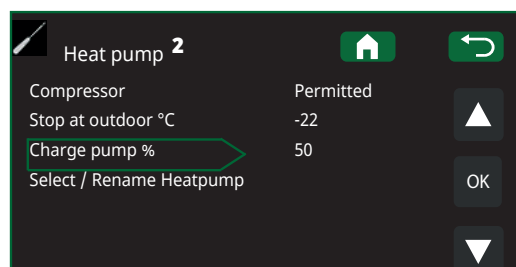 Heat pump 2
Compressor Permitted
Stop at outdoor °C -22
Charge pump % 50
Select / Rename Heatpump
OK